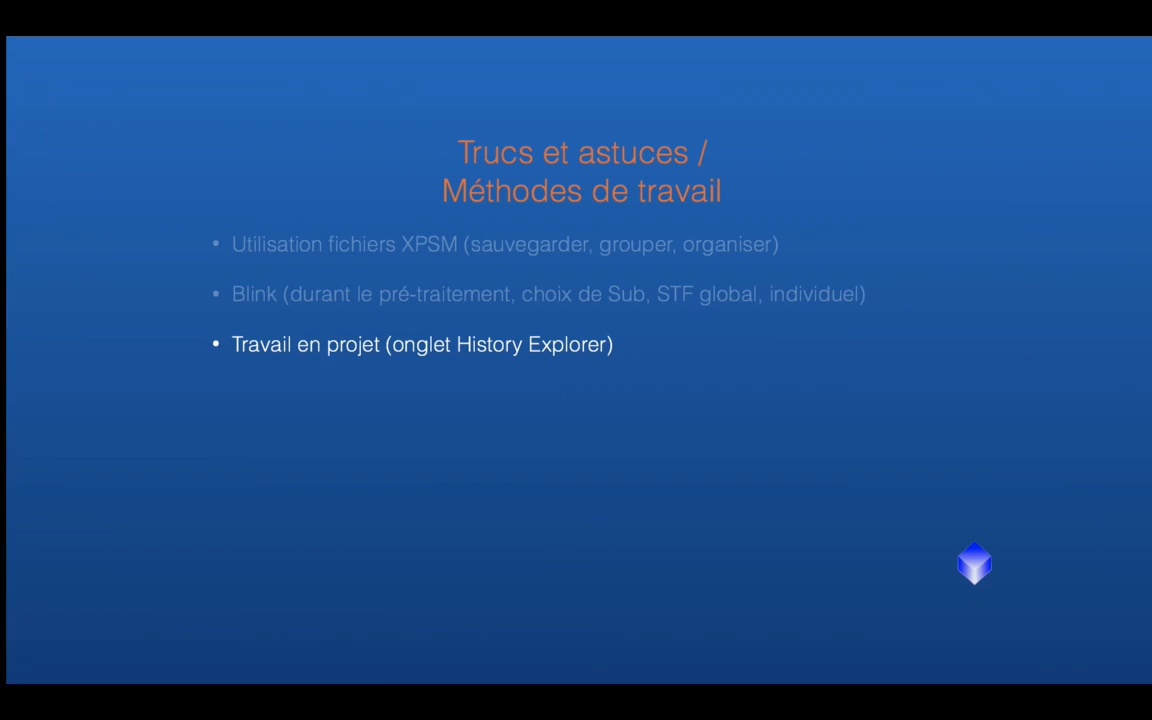 Trucs et astuces /
Méthodes de travail
• Utilisation fichiers XPSM (sauvegarder, grouper, organiser)
• Blink (durant le pré-traitement, choix de Sub, STF global, individuel)
• Travail en projet (onglet History Explorer)